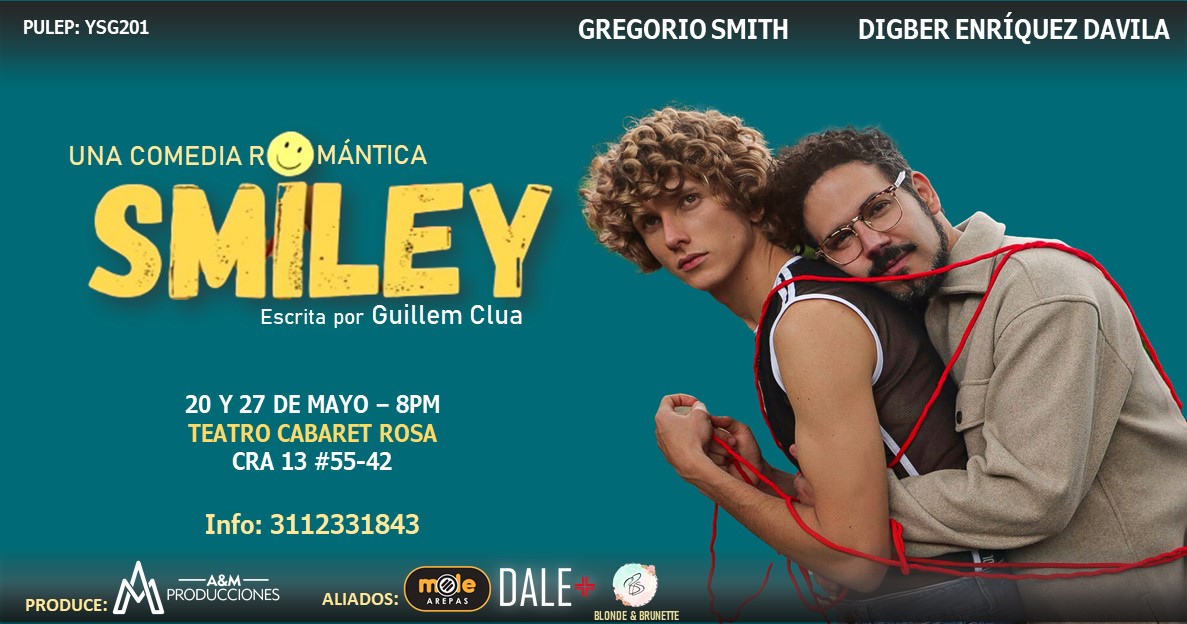 PULEP: YSG201
GREGORIO SMITH
DIGBER ENRÍQUEZ DAVILA
UNA COMEDIA ROMÁNTICA
SMILEY
Escrita por Guillem Clua
20 Y 27 DE MAYO – 8PM
TEATRO CABARET ROSA
CRA 13 #55-42
Info: 3112331843
PRODUCE:
A&M
PRODUCCIONES
ALIADOS:
mole
AREPAS
DALE+
B
BLONDE & BRUNETTE